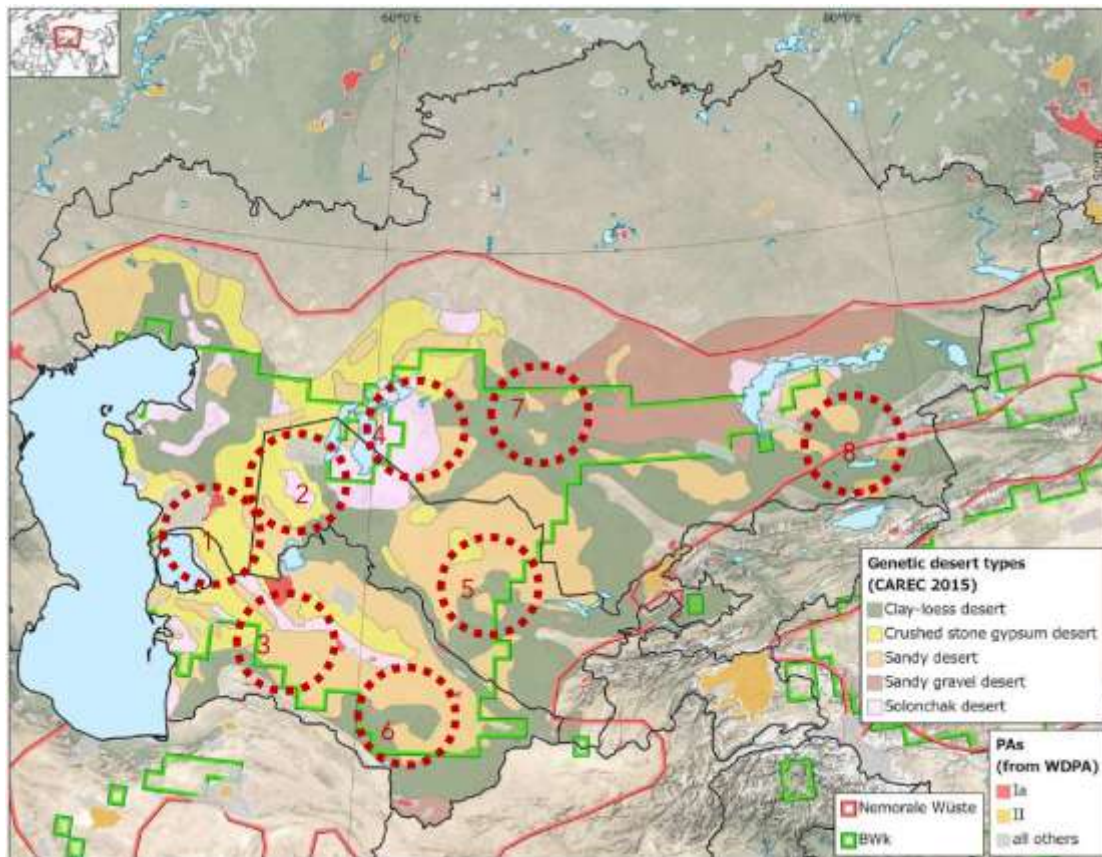 60°0'E
80°0'E
7
4
8
2
1
5
3
6
Genetic desert types
(CAREC 2015)
Clay-loess desert
Crushed stone gypsum desert
Sandy desert
Sandy gravel desert
Solonchak desert
PAs
(from WDPA)
Ia
II
all others
Nemorale Wüste
BWk